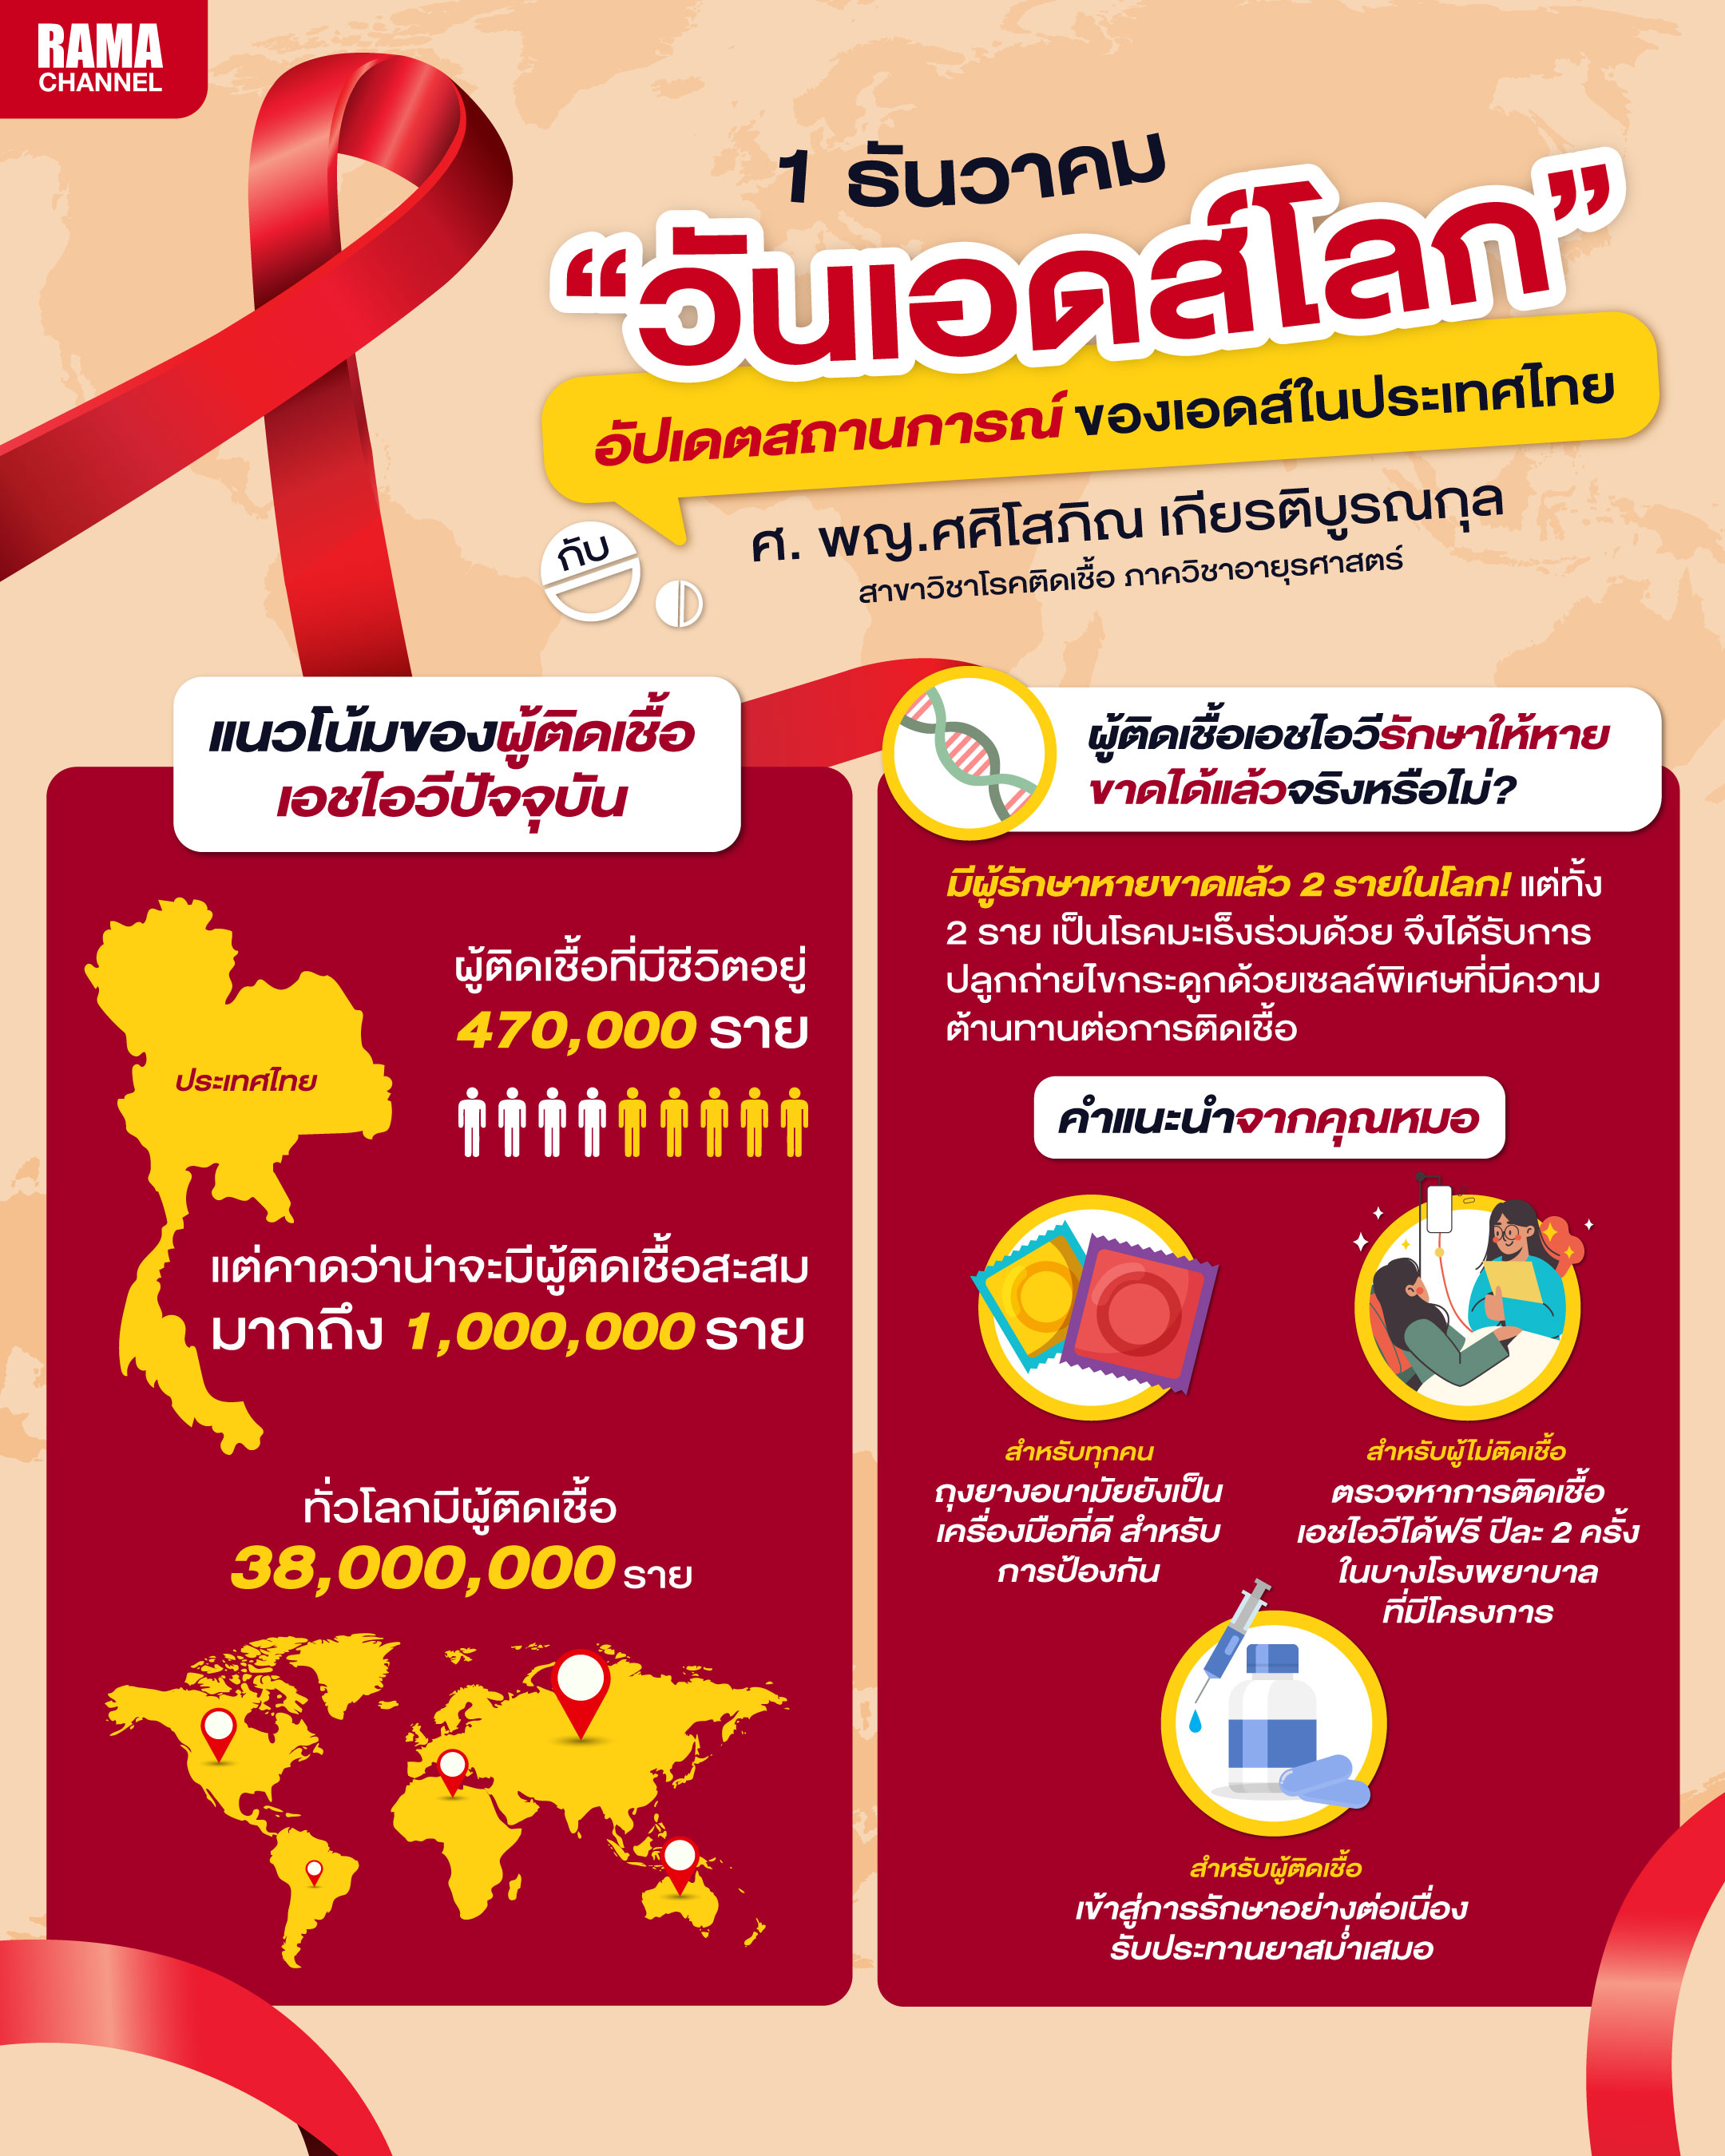 RAMA
CHANNEL
1 ธันวาคม
“วันเอดส์โลก”
อัปเดตสถานการณ์ ของเอดส์ในประเทศไทย
กับ
ศ. พญ.ศศิโสภิณ เกียรติบูรณกุล
สาขาวิชาโรคติดเชื้อ ภาควิชาอายุรศาสตร์
แนวโน้มของผู้ติดเชื้อ
เอชไอวีปัจจุบัน
ประเทศไทย
ผู้ติดเชื้อที่มีชีวิตอยู่
470,000 ราย
แต่คาดว่าน่าจะมีผู้ติดเชื้อสะสม
มากถึง 1,000,000 ราย
ทั่วโลกมีผู้ติดเชื้อ
38,000,000 ราย
ผู้ติดเชื้อเอชไอวีรักษาให้หาย
ขาดได้แล้วจริงหรือไม่?
มีผู้รักษาหายขาดแล้ว 2 รายในโลก! แต่ทั้ง
2 ราย เป็นโรคมะเร็งร่วมด้วย จึงได้รับการ
ปลูกถ่ายไขกระดูกด้วยเซลล์พิเศษที่มีความ
ต้านทานต่อการติดเชื้อ
คำแนะนำจากคุณหมอ
สำหรับทุกคน
ถุงยางอนามัยยังเป็น
เครื่องมือที่ดี สำหรับ
การป้องกัน
สำหรับผู้ไม่ติดเชื้อ
ตรวจหาการติดเชื้อ
เอชไอวีได้ฟรี ปีละ 2 ครั้ง
ในบางโรงพยาบาล
ที่มีโครงการ
สำหรับผู้ติดเชื้อ
เข้าสู่การรักษาอย่างต่อเนื่อง
รับประทานยาสม่ำเสมอ